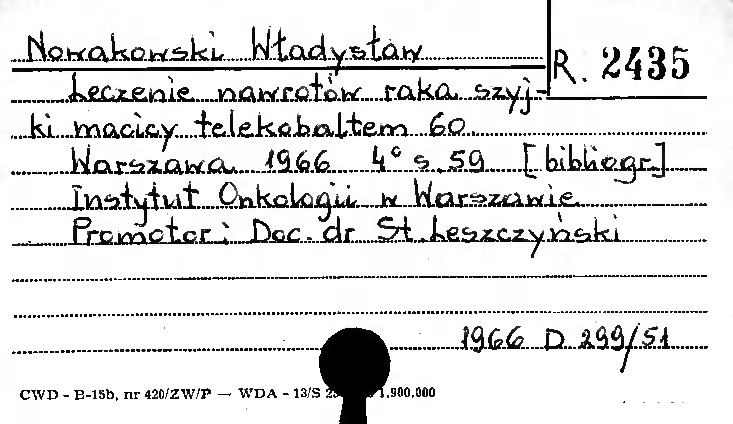 Nowakowski Władysław
R. 2435
Leczenie nawrotów raka szyj-
ki macicy telekobaltem 60.
Warszawa 1966 4° s. 59 [bibliogr.]
Instytut Onkologii w Warszawie
Promotor: Doc. dr St. Leszczyński
1966 D 299/51
CWD - B-15b, nr 420/ZW/P — WDA - 13/S 1.900.000